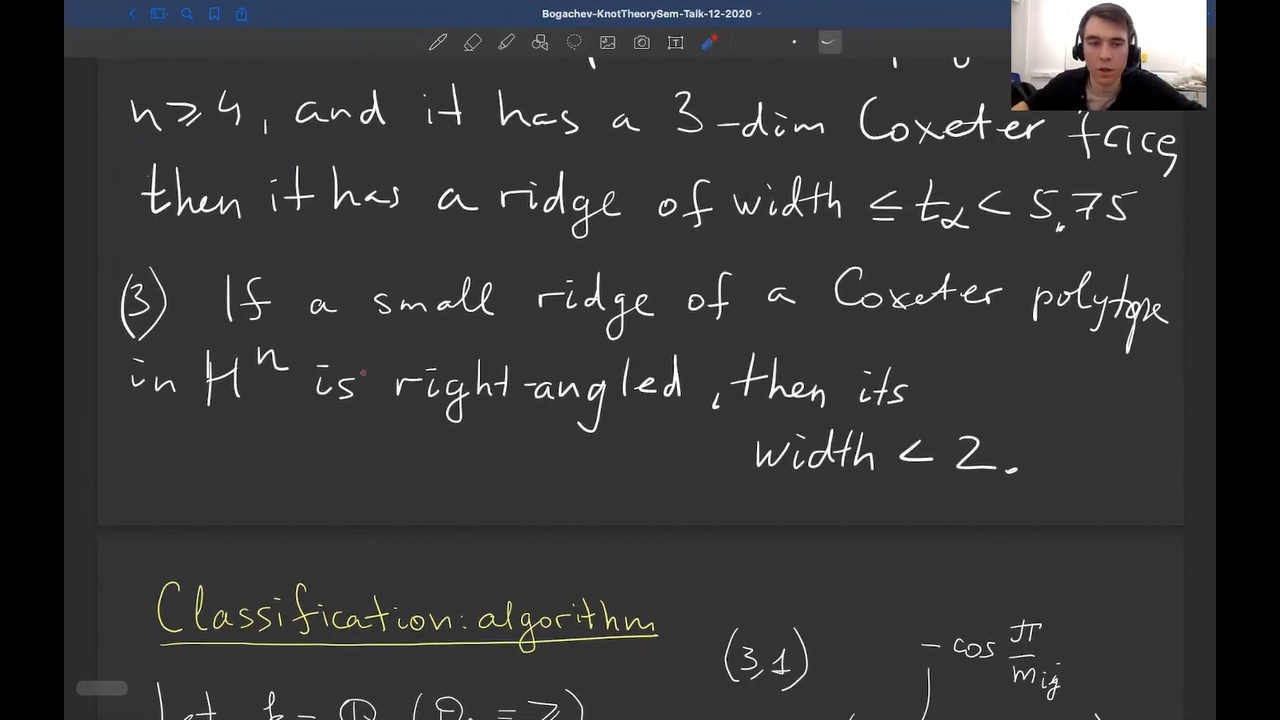 Bogachev-KnotTheorySem-Talk-12-2020
n ⩾ 4, and it has a 3-dim Coxeter face,
then it has a ridge of width ≤ t_α < 5.75
(3) If a small ridge of a Coxeter polytope
in H^n is right-angled, then its
width < 2.
Classification: algorithm
(3,1) - cos π/m_ij
Let k = Q